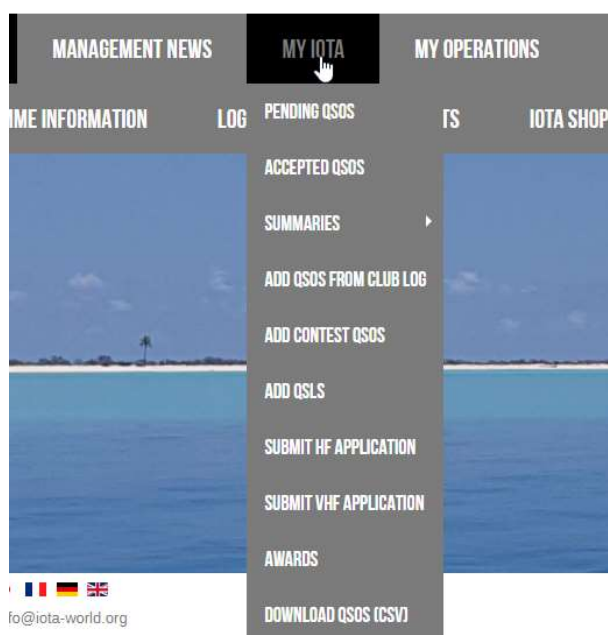 MANAGEMENT NEWS MY IOTA MY OPERATIONS
INFORMATION LOG IOTA SHOP
PENDING QSOS
ACCEPTED QSOS
SUMMARIES
ADD QSOS FROM CLUB LOG
ADD CONTEST QSOS
ADD QSLS
SUBMIT HF APPLICATION
SUBMIT VHF APPLICATION
AWARDS
DOWNLOAD QSOS (CSV)
fo@iota-world.org